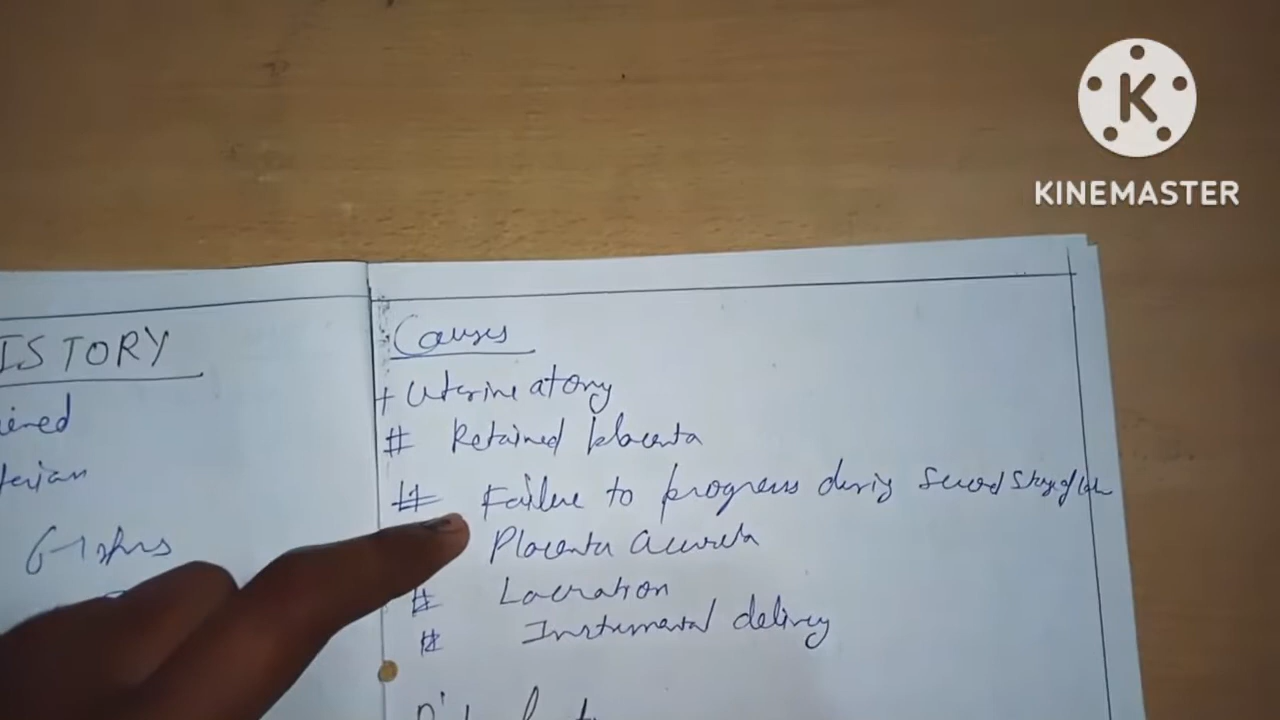 KINEMASTER
ISTORY
Causes
+ Uterine atony
# Retained placenta
# Failure to progress during Second Stage of
Placenta accreta
# Laceration
# Instrumental delivery